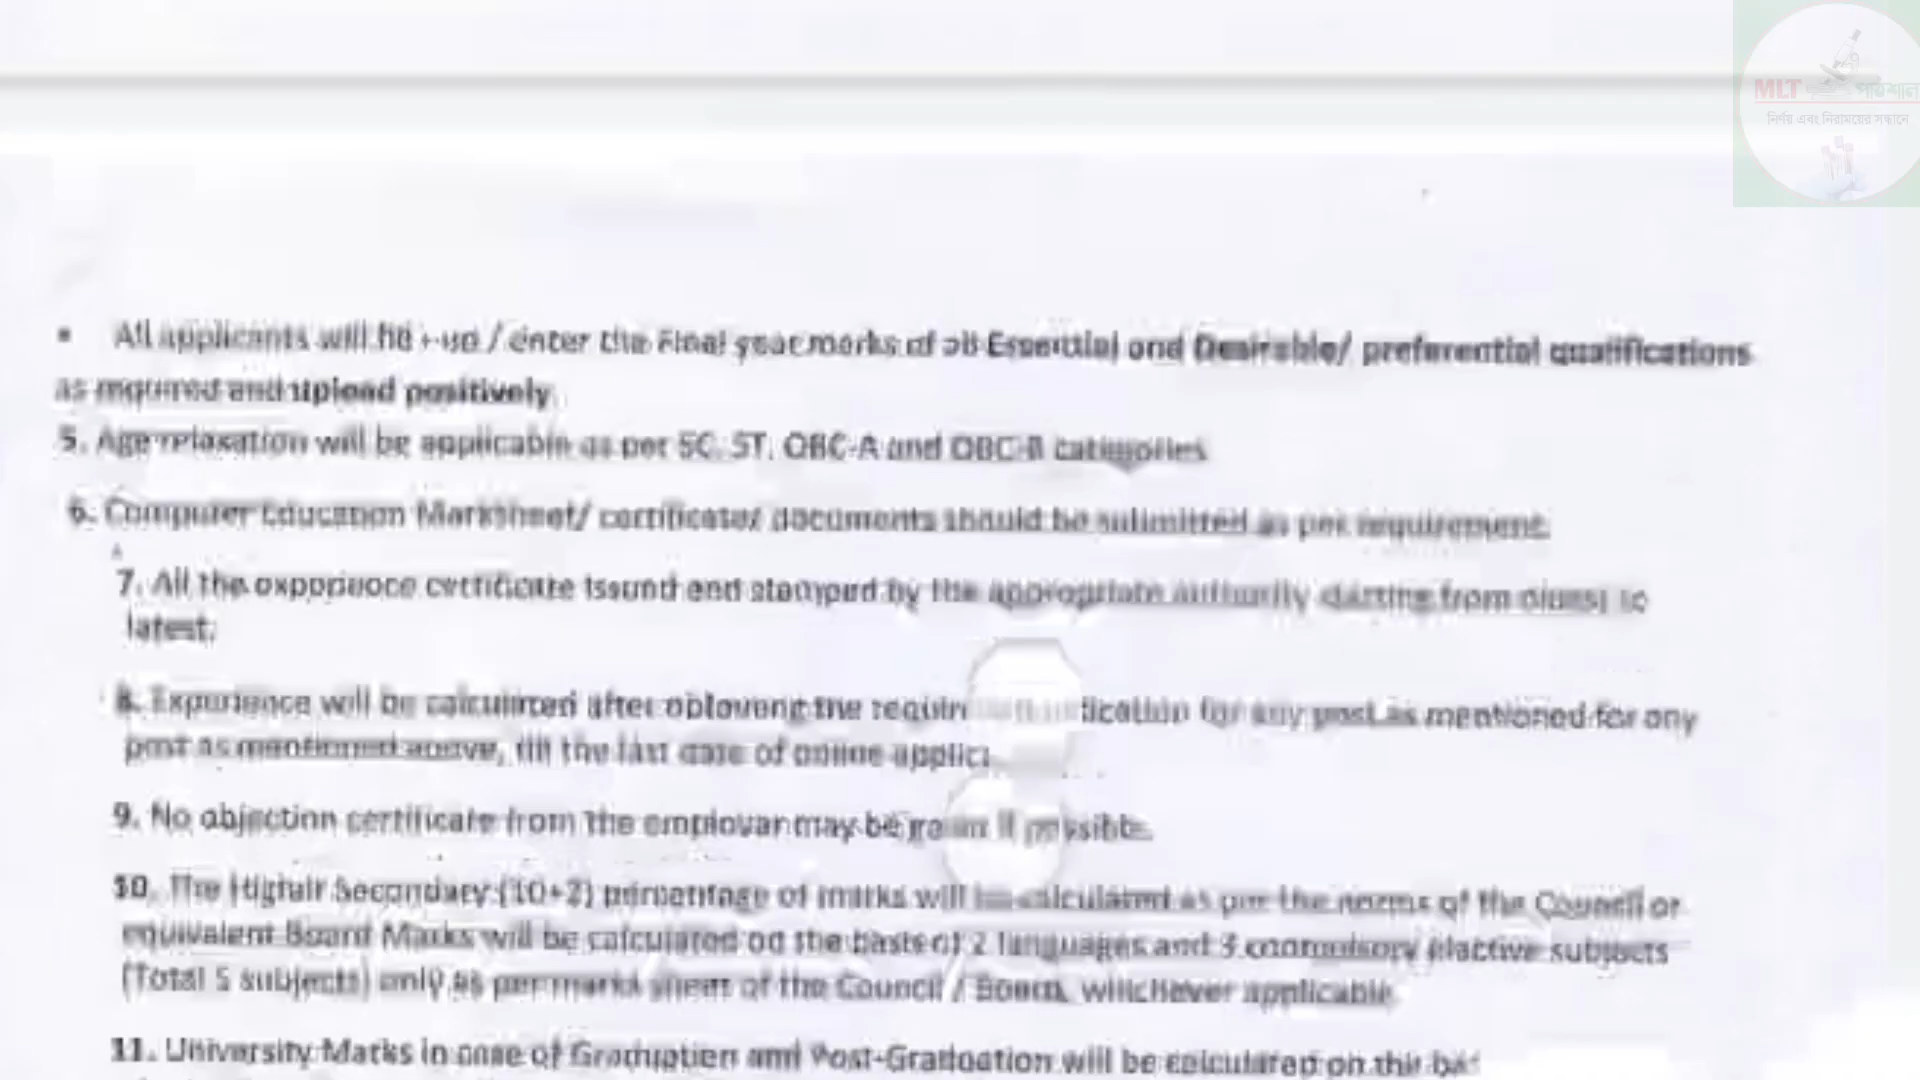 MLT পাঠশালা
নির্ণয় এবং নিরাময়ের সন্ধানে
All applicants will / enter the Final year marks of all Essential and Desirable/ preferential qualifications
as required and upload positively.
5. Age relaxation will be applicable as per SC, ST, OBC-A and OBC-B categories
6. Computer Education Marksheet/ certificate/ documents should be submitted as per requirement.
7. All the experience certificate issued and stamped by the appropriate authority starting from oldest to
latest.
8. Experience will be calculated after the for any post as mentioned for any
post as mentioned above, till the last date of online applic
9. No objection certificate from the employer may be if possible.
10. The Higher Secondary (10+2) percentage of marks will be calculated as per the norms of the Council or
equivalent Board Marks will be calculated on the basis of 2 languages and 3 compulsory elective subjects
(Total 5 subjects) only as per mark sheet of the Council / Board, whichever applicable.
11. University Marks in case of Graduation and Post-Graduation will be calculated on the